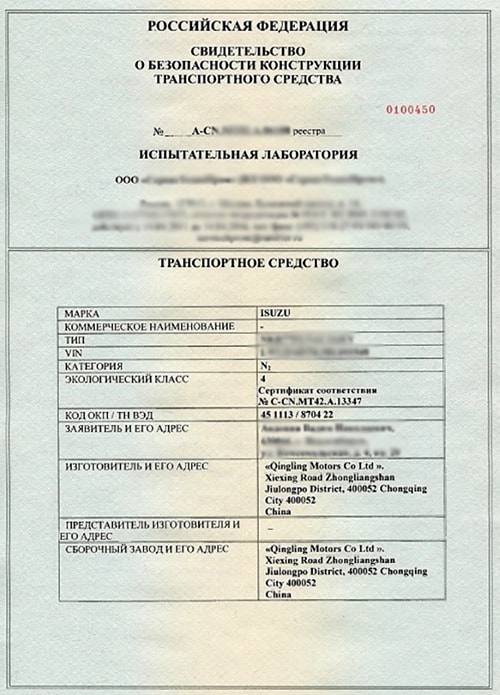 РОССИЙСКАЯ ФЕДЕРАЦИЯ
СВИДЕТЕЛЬСТВО
О БЕЗОПАСНОСТИ КОНСТРУКЦИИ
ТРАНСПОРТНОГО СРЕДСТВА
0100450
№ А-CN. реестра
ИСПЫТАТЕЛЬНАЯ ЛАБОРАТОРИЯ
ООО
ТРАНСПОРТНОЕ СРЕДСТВО
МАРКА ISUZU
КОММЕРЧЕСКОЕ НАИМЕНОВАНИЕ -
ТИП
VIN
КАТЕГОРИЯ N₂
ЭКОЛОГИЧЕСКИЙ КЛАСС 4
Сертификат соответствия
№ С-CN.МТ42.А.13347
КОД ОКП / ТН ВЭД 45 1113 / 8704 22
ЗАЯВИТЕЛЬ И ЕГО АДРЕС
ИЗГОТОВИТЕЛЬ И ЕГО АДРЕС «Qingling Motors Co Ltd ».
Xiexing Road Zhongliangshan
Jiulongpo District, 400052 Chongqing
City 400052
China
ПРЕДСТАВИТЕЛЬ ИЗГОТОВИТЕЛЯ И –
ЕГО АДРЕС
СБОРОЧНЫЙ ЗАВОД И ЕГО АДРЕС «Qingling Motors Co Ltd ».
Xiexing Road Zhongliangshan
Jiulongpo District, 400052 Chongqing
City 400052
China